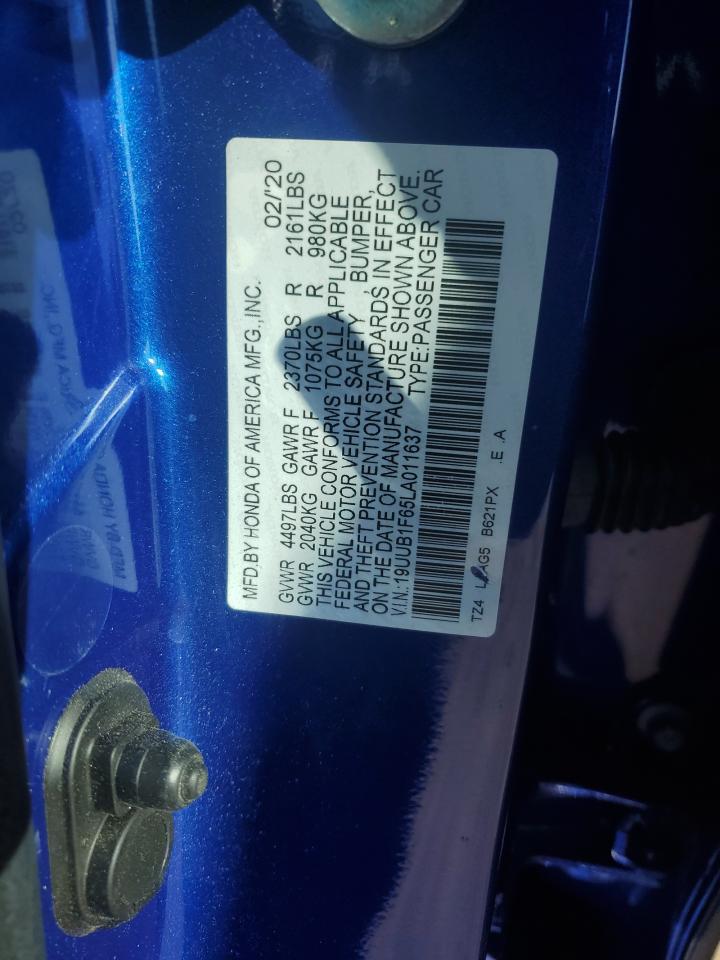 MFD.BY HONDA OF AMERICA MFG.,INC. 02/'20
GVWR 4497LBS GAWR F 2370LBS R 2161LBS
GVWR 2040KG GAWR F 1075KG R 980KG
THIS VEHICLE CONFORMS TO ALL APPLICABLE
FEDERAL MOTOR VEHICLE SAFETY , BUMPER,
AND THEFT PREVENTION STANDARDS IN EFFECT
ON THE DATE OF MANUFACTURE SHOWN ABOVE.
V.I.N.:19UUB1F65LA011637 TYPE:PASSENGER CAR
TZ4 AG5 B621PX .E .A